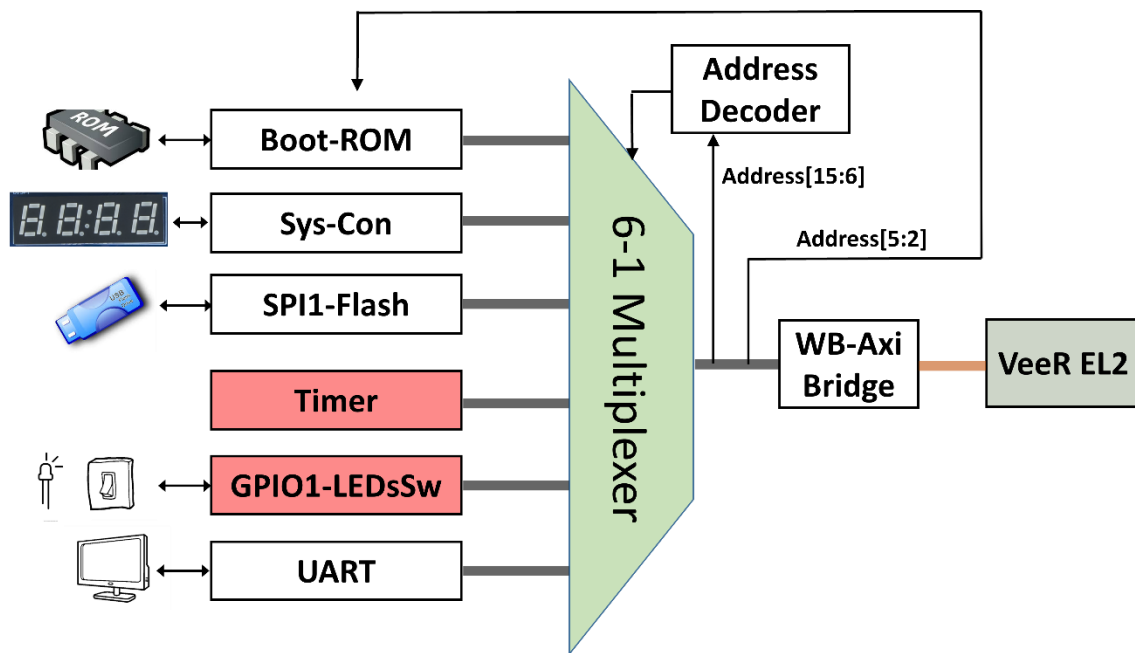 ROM
Boot-ROM
Sys-Con
USB
SPI1-Flash
Timer
GPIO1-LEDsSw
UART
6-1 Multiplexer
Address
Decoder
Address[15:6]
Address[5:2]
WB-Axi
Bridge
VeeR EL2